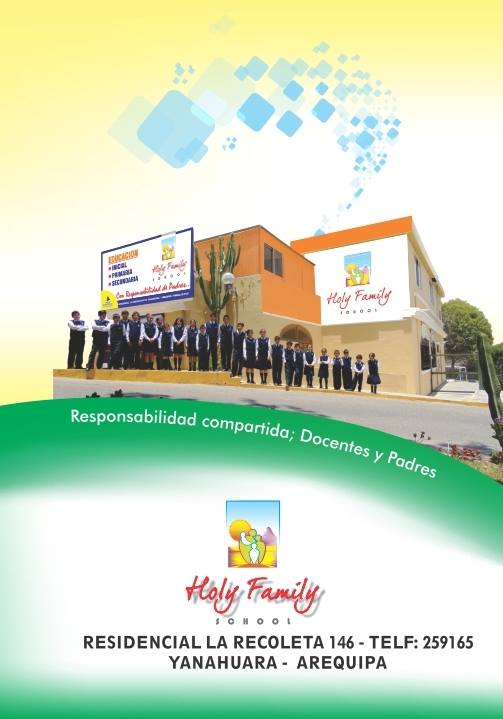 EDUCACION
INICIAL
PRIMARIA
SECUNDARIA
Holy Family
SCHOOL
Con Responsabilidad de Padres...
Holy Family
SCHOOL
Responsabilidad compartida; Docentes y Padres
Holy Family
SCHOOL
RESIDENCIAL LA RECOLETA 146 - TELF: 259165
YANAHUARA - AREQUIPA